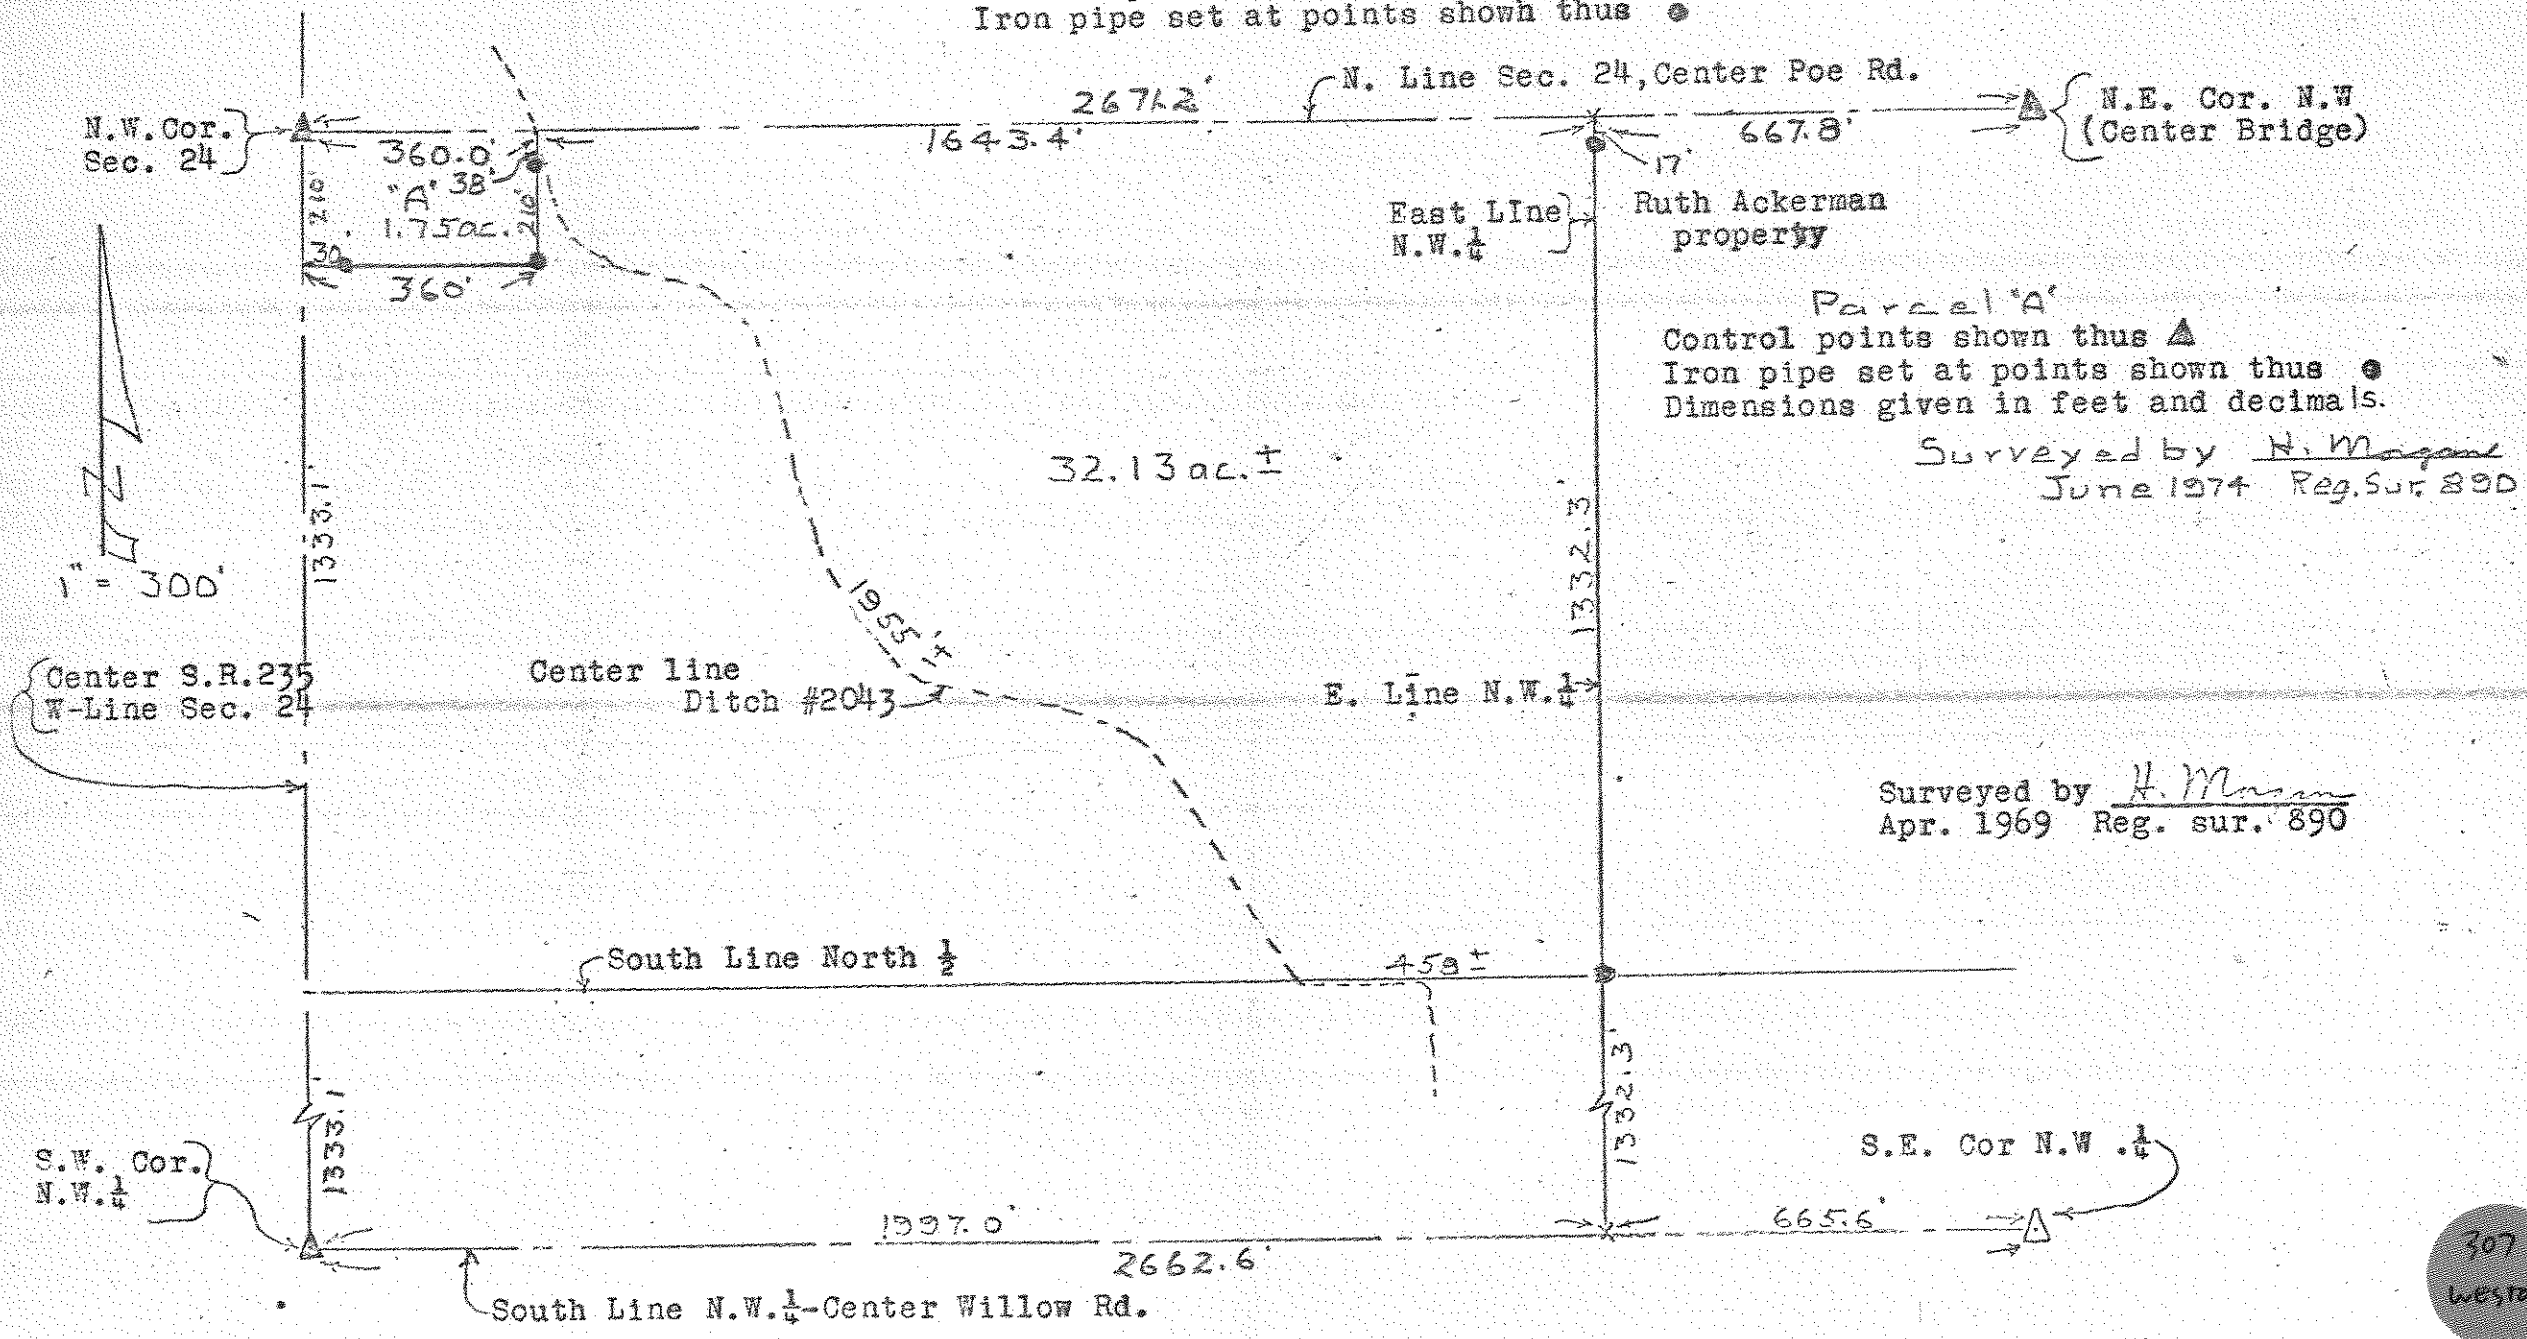 Iron pipe set at points shown thus
N. Line Sec. 24, Center Poe Rd.
2671.2'
N.W. Cor.
Sec. 24
N.E. Cor. N.W
(Center Bridge)
360.0'
1643.4'
667.8'
38'
17'
"A"
1.75ac.
210'
210'
30
360'
East LIne
N.W.¼
Ruth Ackerman
property
Parcel "A"
Control points shown thus
Iron pipe set at points shown thus
Dimensions given in feet and decimals.
Surveyed by
June 1974 Reg. Sur. 890
N
1" = 300'
1333.1'
32.13 ac. ±
1332.3'
1955' ±
Center S.R.235
W-Line Sec. 24
Center line
Ditch #2043
E. Line N.W.¼
Surveyed by
Apr. 1969 Reg. sur. 890
South Line North ½
459 ±
1333.1'
1332.3'
S.W. Cor.
N.W.¼
S.E. Cor N.W .¼
1997.0'
665.6'
2662.6'
South Line N.W.¼-Center Willow Rd.
307